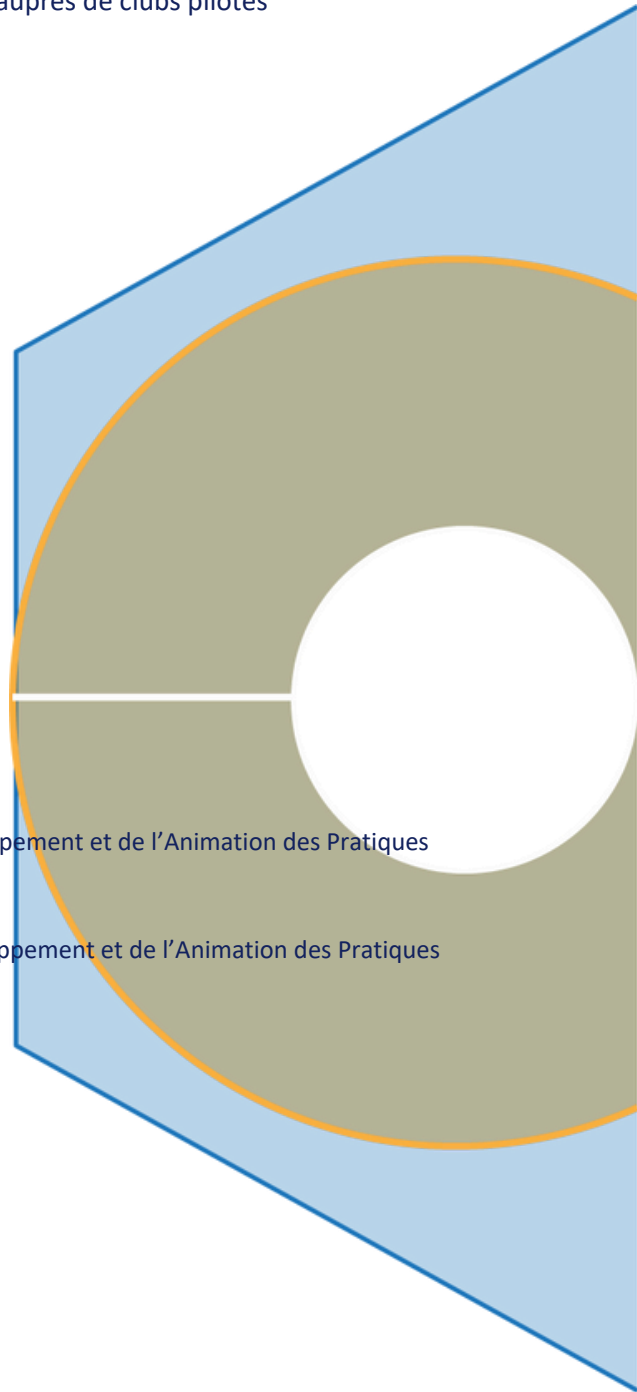 auprès de clubs pilotes
ppement et de l’Animation des Pratiques
ppement et de l’Animation des Pratiques